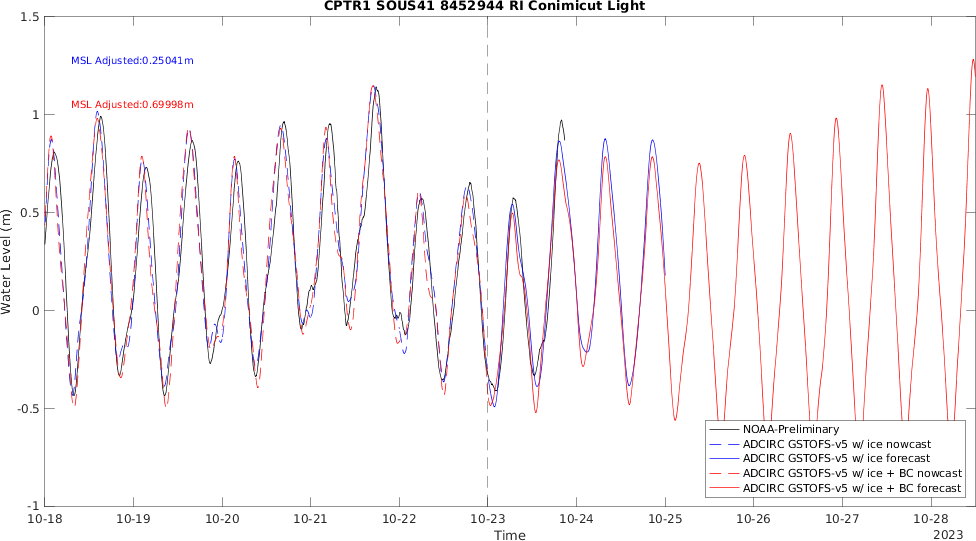 CPTR1 SOUS41 8452944 RI Conimicut Light
1.5
MSL Adjusted:0.25041m
MSL Adjusted:0.69998m
1
0.5
0
-0.5
-1
Water Level (m)
NOAA-Preliminary
ADCIRC GSTOFS-v5 w/ ice nowcast
ADCIRC GSTOFS-v5 w/ ice forecast
ADCIRC GSTOFS-v5 w/ ice + BC nowcast
ADCIRC GSTOFS-v5 w/ ice + BC forecast
10-18 10-19 10-20 10-21 10-22 10-23 10-24 10-25 10-26 10-27 10-28
Time
2023